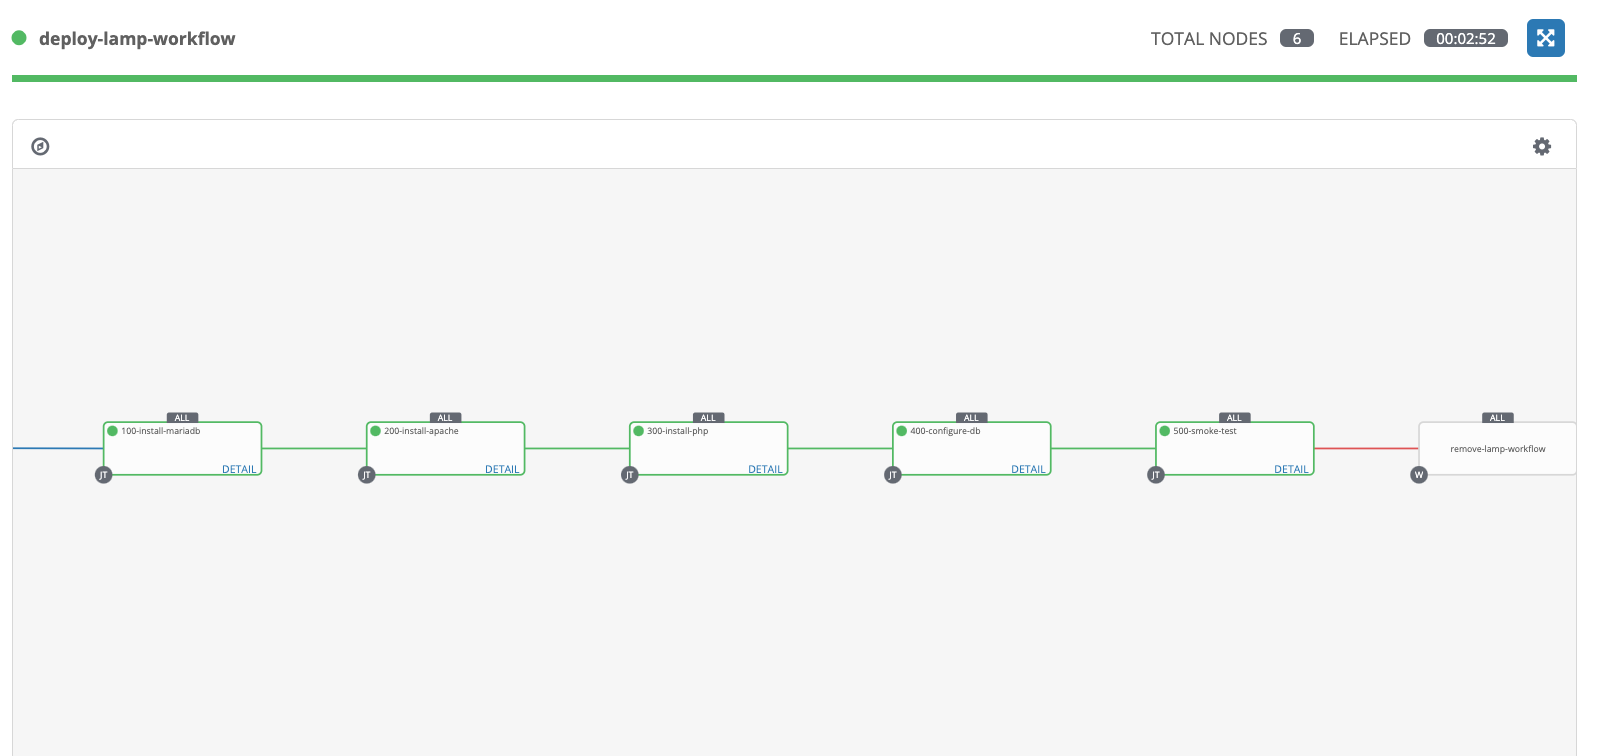 deploy-lamp-workflow
TOTAL NODES 6 ELAPSED 00:02:52
ALL ALL ALL ALL ALL ALL
100-install-mariadb 200-install-apache 300-install-php 400-configure-db 500-smoke-test
remove-lamp-workflow
DETAIL DETAIL DETAIL DETAIL DETAIL
JT JT JT JT JT W